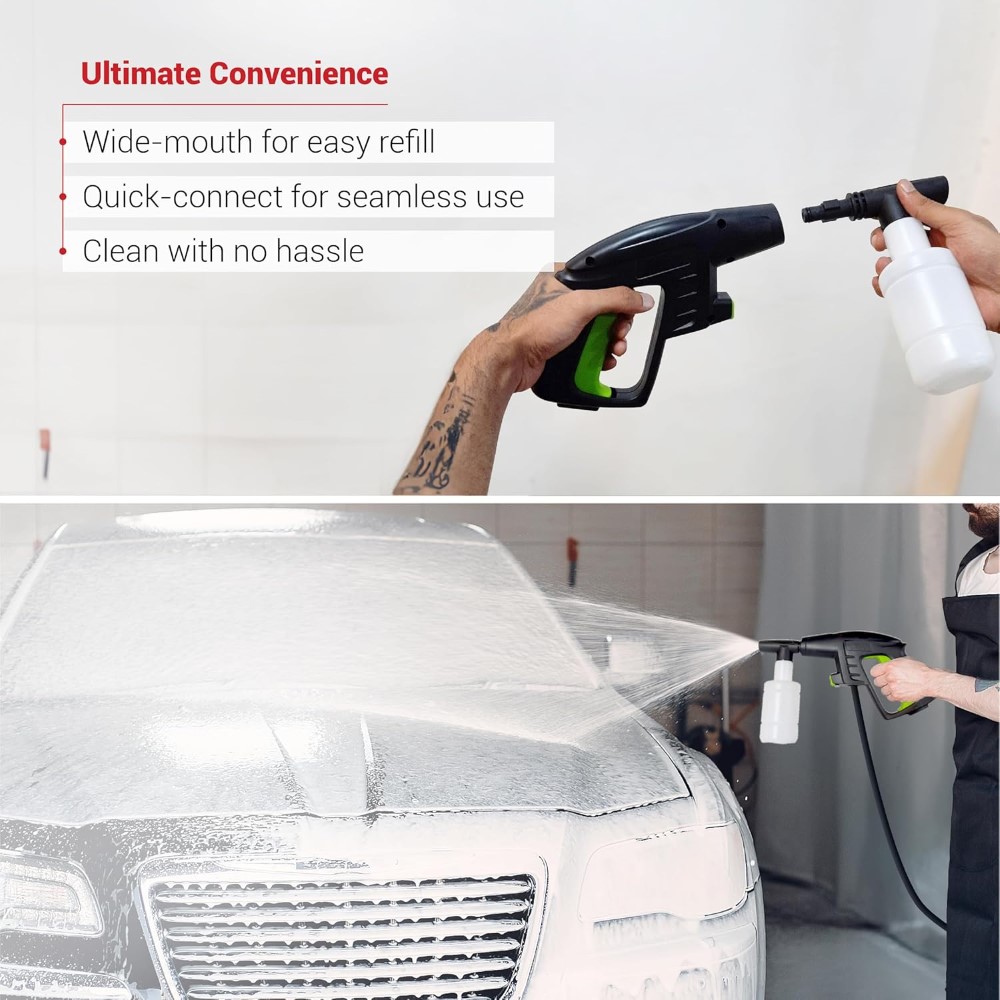 Ultimate Convenience
Wide-mouth for easy refill
Quick-connect for seamless use
Clean with no hassle